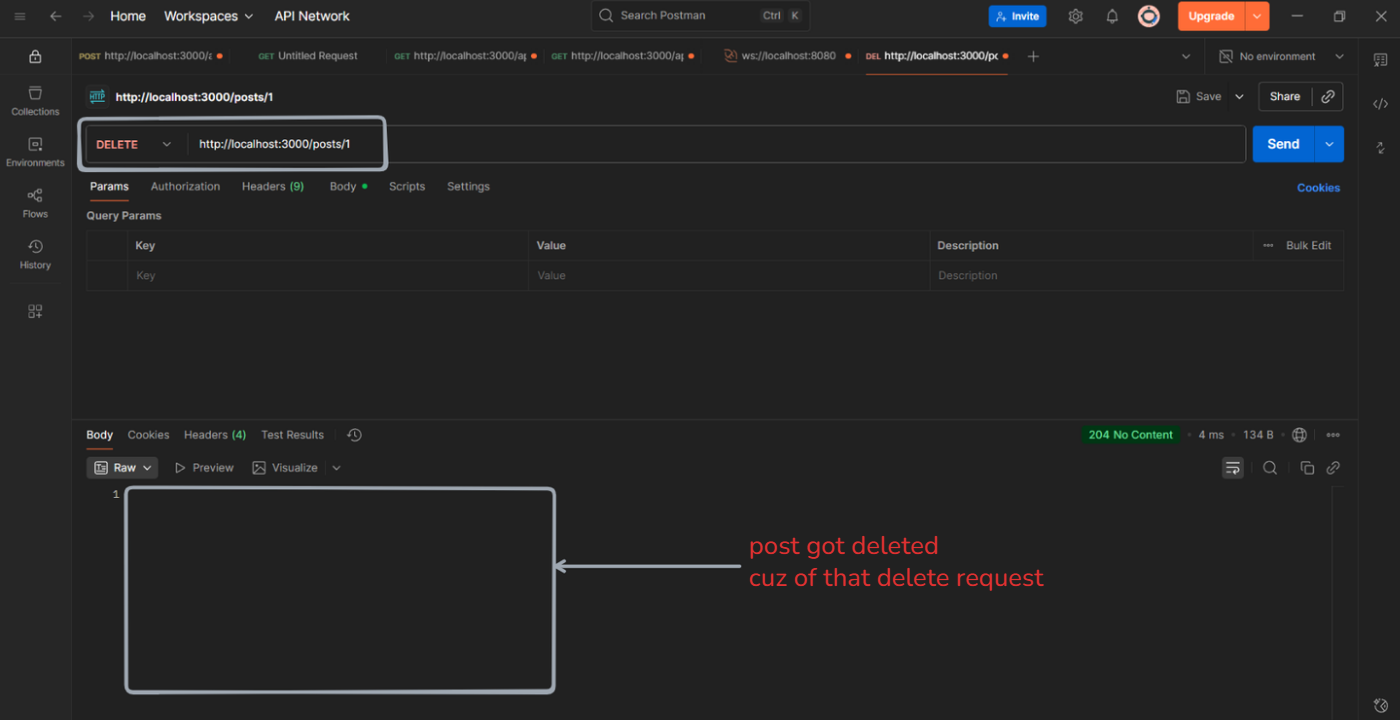 Home Workspaces API Network Search Postman Ctrl K Invite Upgrade
POST http://localhost:3000/a GET Untitled Request GET http://localhost:3000/ap GET http://localhost:3000/ap ws://localhost:8080 DEL http://localhost:3000/po No environment
Collections
Environments
Flows
History
HTTP http://localhost:3000/posts/1 Save Share
DELETE http://localhost:3000/posts/1 Send
Params Authorization Headers (9) Body Scripts Settings Cookies
Query Params
Key Value Description Bulk Edit
Key Value Description
Body Cookies Headers (4) Test Results 204 No Content 4 ms 134 B
Raw Preview Visualize
1
post got deleted
cuz of that delete request